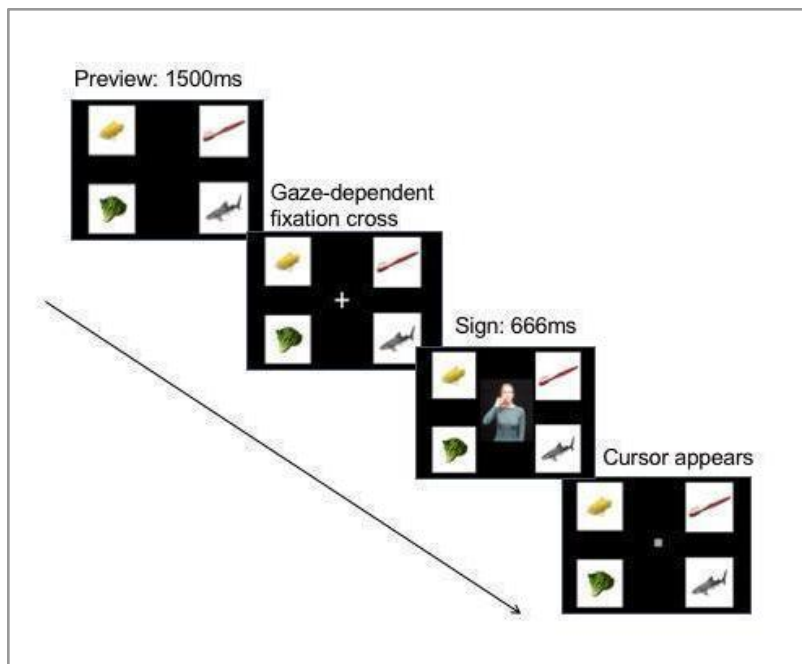 Preview: 1500ms
Gaze-dependent
fixation cross
Sign: 666ms
Cursor appears